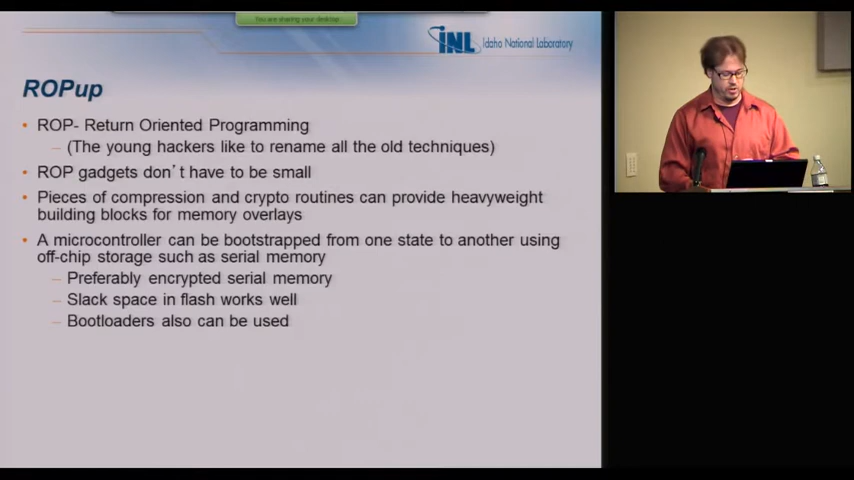 You are sharing your desktop
INL Idaho National Laboratory
ROPup
• ROP- Return Oriented Programming
– (The young hackers like to rename all the old techniques)
• ROP gadgets don't have to be small
• Pieces of compression and crypto routines can provide heavyweight
building blocks for memory overlays
• A microcontroller can be bootstrapped from one state to another using
off-chip storage such as serial memory
– Preferably encrypted serial memory
– Slack space in flash works well
– Bootloaders also can be used